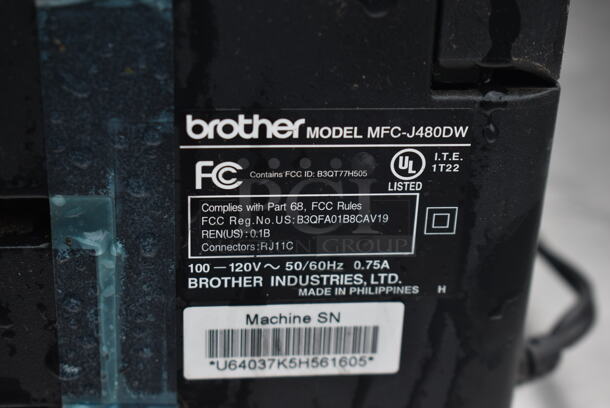 brother MODEL MFC-J480DW
FC Contains FCC ID: B3QT77H505
UL
LISTED
I.T.E.
1T22
Complies with Part 68, FCC Rules
FCC Reg.No.US: B3QFA01B8CAV19
REN(US): 0.1B
Connectors: RJ11C
100 — 120V ~ 50/60Hz 0.75A
BROTHER INDUSTRIES, LTD.
MADE IN PHILIPPINES H
Machine SN
*U64037K5H561605*